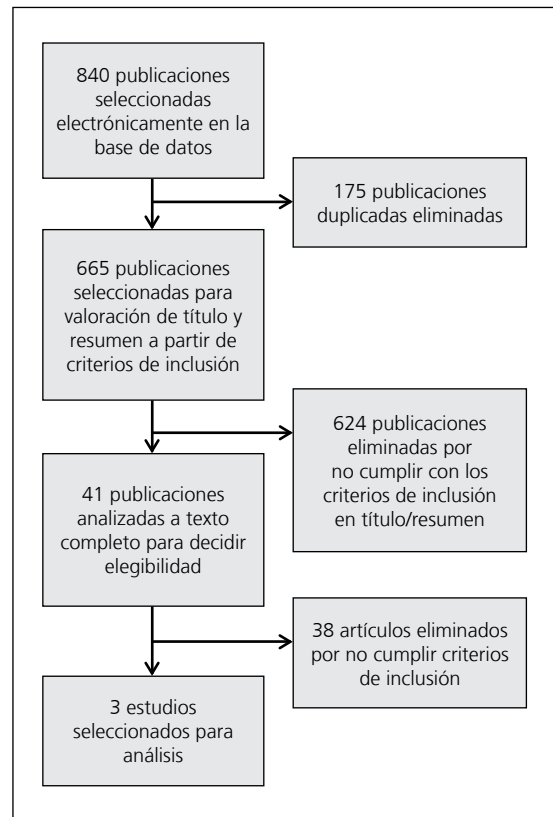 840 publicaciones
seleccionadas
electrónicamente en la
base de datos
175 publicaciones
duplicadas eliminadas
665 publicaciones
seleccionadas para
valoración de título y
resumen a partir de
criterios de inclusión
624 publicaciones
eliminadas por
no cumplir con los
criterios de inclusión
en título/resumen
41 publicaciones
analizadas a texto
completo para decidir
elegibilidad
38 artículos eliminados
por no cumplir criterios
de inclusión
3 estudios
seleccionados para
análisis